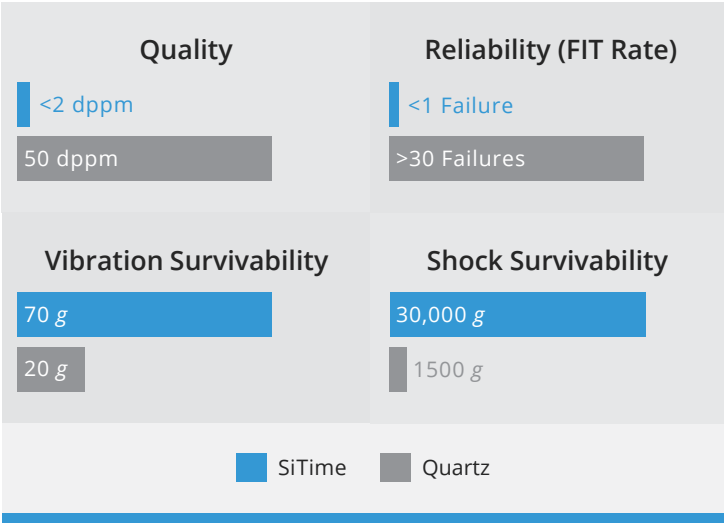 Quality
<2 dppm
50 dppm
Reliability (FIT Rate)
<1 Failure
>30 Failures
Vibration Survivability
70 g
20 g
Shock Survivability
30,000 g
1500 g
SiTime
Quartz